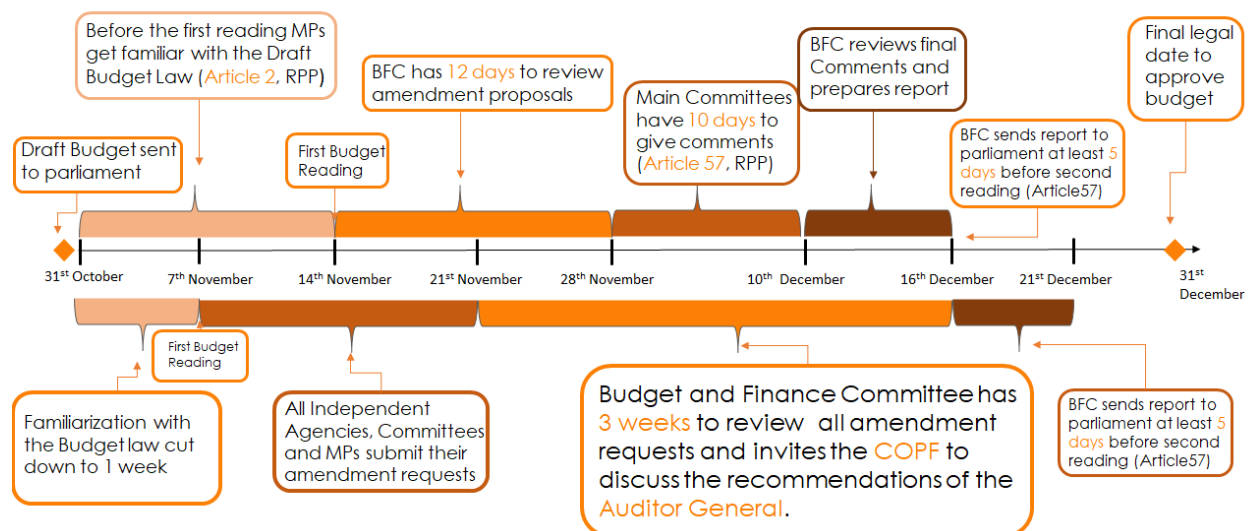 Before the first reading MPs
get familiar with the Draft
Budget Law (Article 2, RPP)
Draft Budget sent
to parliament
First Budget
Reading
BFC has 12 days to review
amendment proposals
Main Committees
have 10 days to
give comments
(Article 57, RPP)
BFC reviews final
Comments and
prepares report
BFC sends report to
parliament at least 5
days before second
reading (Article57)
Final legal
date to
approve
budget
31st October
7th November
14th November
21st November
28th November
10th December
16th December
21st December
31st
December
First Budget
Reading
Familiarization with
the Budget law cut
down to 1 week
All Independent
Agencies, Committees
and MPs submit their
amendment requests
Budget and Finance Committee has
3 weeks to review all amendment
requests and invites the COPF to
discuss the recommendations of the
Auditor General.
BFC sends report to
parliament at least 5
days before second
reading (Article57)